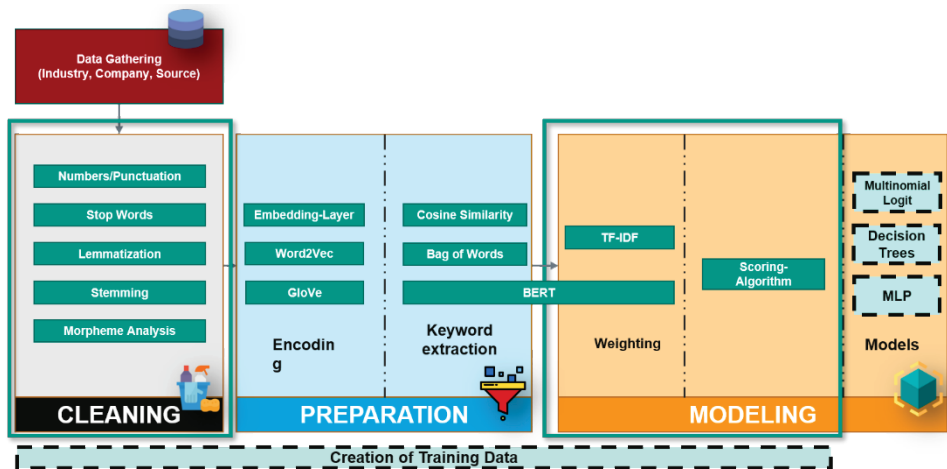 Data Gathering
(Industry, Company, Source)
Numbers/Punctuation
Stop Words
Lemmatization
Stemming
Morpheme Analysis
CLEANING
Embedding-Layer
Word2Vec
GloVe
Encodin
g
Cosine Similarity
Bag of Words
BERT
Keyword
extraction
PREPARATION
TF-IDF
Weighting
Scoring-
Algorithm
Multinomial
Logit
Decision
Trees
MLP
Models
MODELING
Creation of Training Data